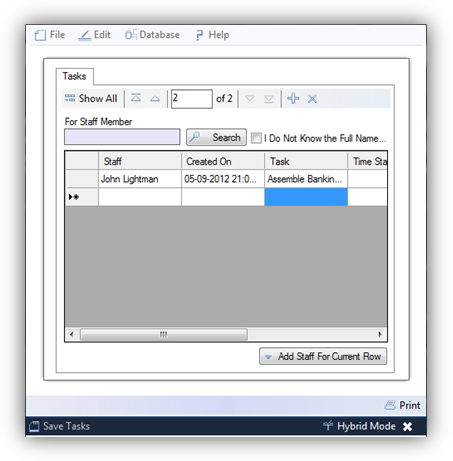 File Edit Database Help
Tasks
Show All 2 of 2
For Staff Member
Search I Do Not Know the Full Name...
Staff Created On Task Time Sta
John Lightman 05-09-2012 21:0... Assemble Bankin...
Add Staff For Current Row
Print
Save Tasks Hybrid Mode